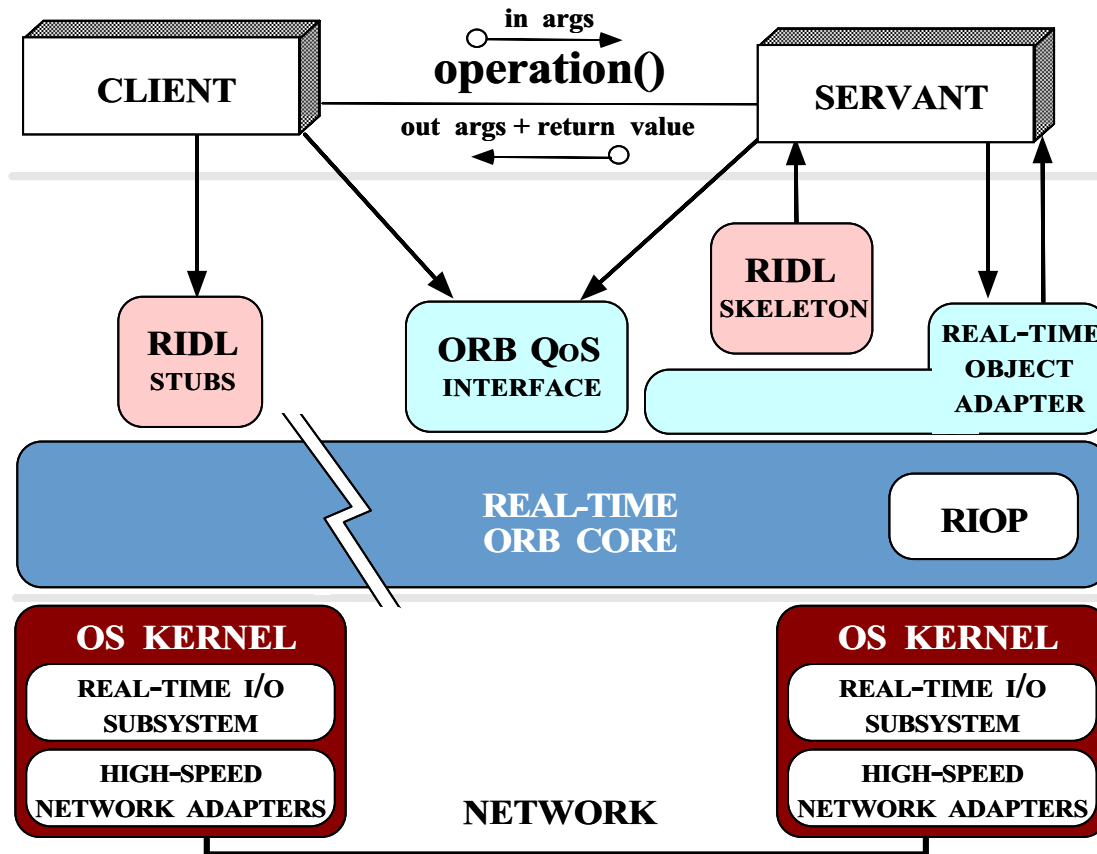 in args
operation()
CLIENT
SERVANT
out args + return value
RIDL
STUBS
ORB QoS
INTERFACE
RIDL
SKELETON
REAL-TIME
OBJECT
ADAPTER
REAL-TIME
ORB CORE
RIOP
OS KERNEL
REAL-TIME I/O
SUBSYSTEM
HIGH-SPEED
NETWORK ADAPTERS
NETWORK
OS KERNEL
REAL-TIME I/O
SUBSYSTEM
HIGH-SPEED
NETWORK ADAPTERS